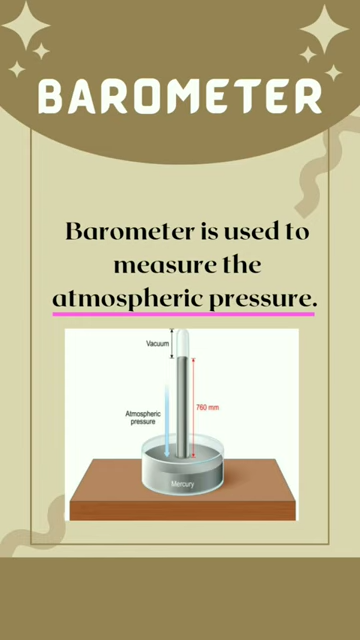 BAROMETER
Barometer is used to
measure the
atmospheric pressure.
Vacuum
760 mm
Atmospheric
pressure
Mercury